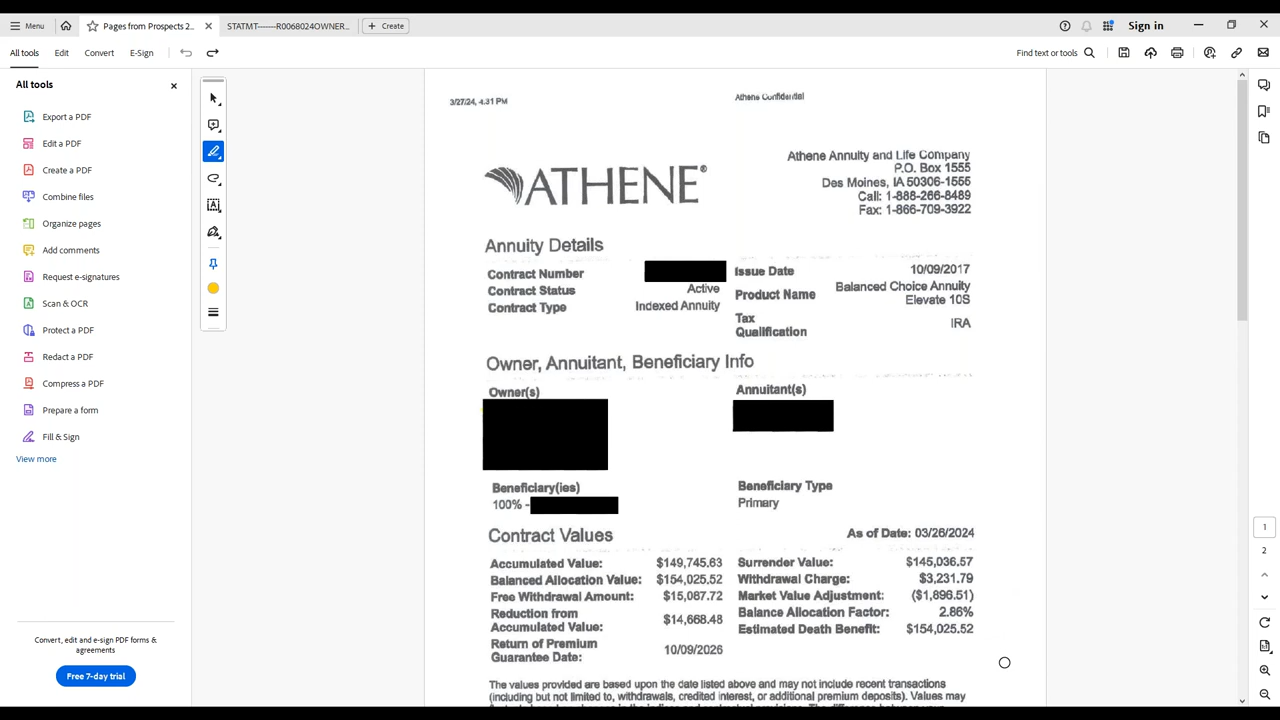 Menu
Pages from Prospects 2...
STATMT-------R0068024OWNER...
Create
Sign in
All tools
Edit
Convert
E-Sign
Find text or tools
All tools
Export a PDF
Edit a PDF
Create a PDF
Combine files
Organize pages
Add comments
Request e-signatures
Scan & OCR
Protect a PDF
Redact a PDF
Compress a PDF
Prepare a form
Fill & Sign
View more
Convert, edit and e-sign PDF forms &
agreements
Free 7-day trial
3/27/24, 4:31 PM
Athene Confidential
ATHENE®
Athene Annuity and Life Company
P.O. Box 1555
Des Moines, IA 50306-1555
Call: 1-888-266-8489
Fax: 1-866-709-3922
Annuity Details
Contract Number
Contract Status Active
Contract Type Indexed Annuity
Issue Date 10/09/2017
Product Name Balanced Choice Annuity
Elevate 10S
Tax
Qualification IRA
Owner, Annuitant, Beneficiary Info
Owner(s)
Annuitant(s)
Beneficiary(ies)
100% -
Beneficiary Type
Primary
Contract Values
As of Date: 03/26/2024
Accumulated Value: $149,745.63
Balanced Allocation Value: $154,025.52
Free Withdrawal Amount: $15,087.72
Reduction from
Accumulated Value: $14,668.48
Return of Premium
Guarantee Date: 10/09/2026
Surrender Value: $145,036.57
Withdrawal Charge: $3,231.79
Market Value Adjustment: ($1,896.51)
Balance Allocation Factor: 2.86%
Estimated Death Benefit: $154,025.52
The values provided are based upon the date listed above and may not include recent transactions
(including but not limited to, withdrawals, credited interest, or additional premium deposits). Values may
1
2